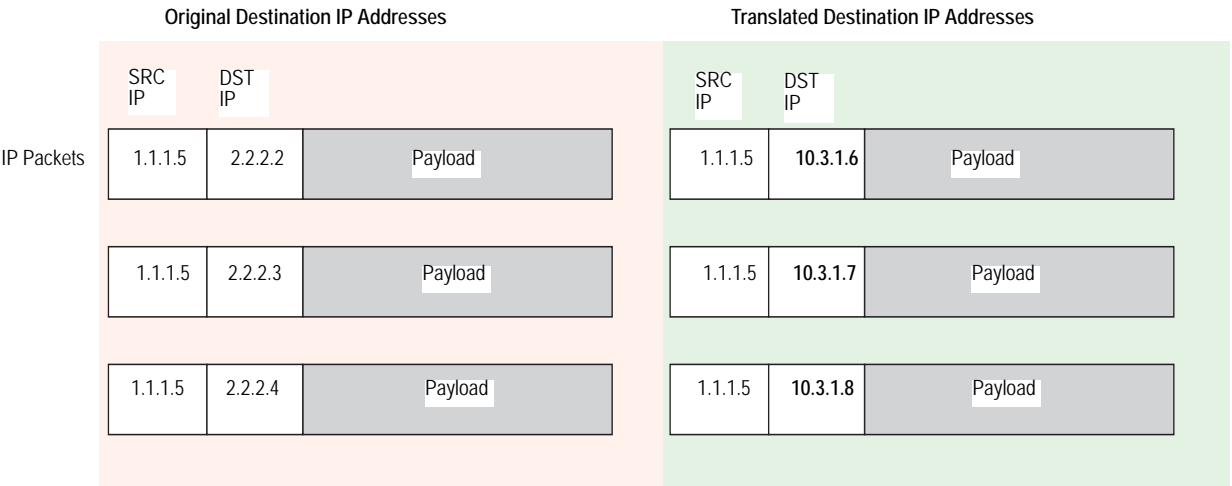 Original Destination IP Addresses
Translated Destination IP Addresses
SRC IP
DST IP
SRC IP
DST IP
IP Packets
1.1.1.5
2.2.2.2
Payload
1.1.1.5
10.3.1.6
Payload
1.1.1.5
2.2.2.3
Payload
1.1.1.5
10.3.1.7
Payload
1.1.1.5
2.2.2.4
Payload
1.1.1.5
10.3.1.8
Payload